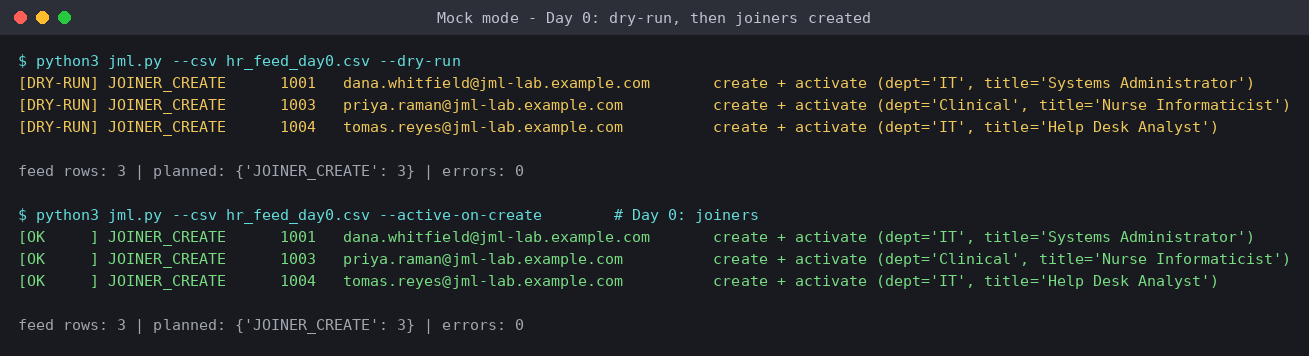 Mock mode - Day 0: dry-run, then joiners created
$ python3 jml.py --csv hr_feed_day0.csv --dry-run
[DRY-RUN] JOINER_CREATE      1001   dana.whitfield@jml-lab.example.com       create + activate (dept='IT', title='Systems Administrator')
[DRY-RUN] JOINER_CREATE      1003   priya.raman@jml-lab.example.com          create + activate (dept='Clinical', title='Nurse Informaticist')
[DRY-RUN] JOINER_CREATE      1004   tomas.reyes@jml-lab.example.com          create + activate (dept='IT', title='Help Desk Analyst')
feed rows: 3 | planned: {'JOINER_CREATE': 3} | errors: 0
$ python3 jml.py --csv hr_feed_day0.csv --active-on-create        # Day 0: joiners
[OK     ] JOINER_CREATE      1001   dana.whitfield@jml-lab.example.com       create + activate (dept='IT', title='Systems Administrator')
[OK     ] JOINER_CREATE      1003   priya.raman@jml-lab.example.com          create + activate (dept='Clinical', title='Nurse Informaticist')
[OK     ] JOINER_CREATE      1004   tomas.reyes@jml-lab.example.com          create + activate (dept='IT', title='Help Desk Analyst')
feed rows: 3 | planned: {'JOINER_CREATE': 3} | errors: 0